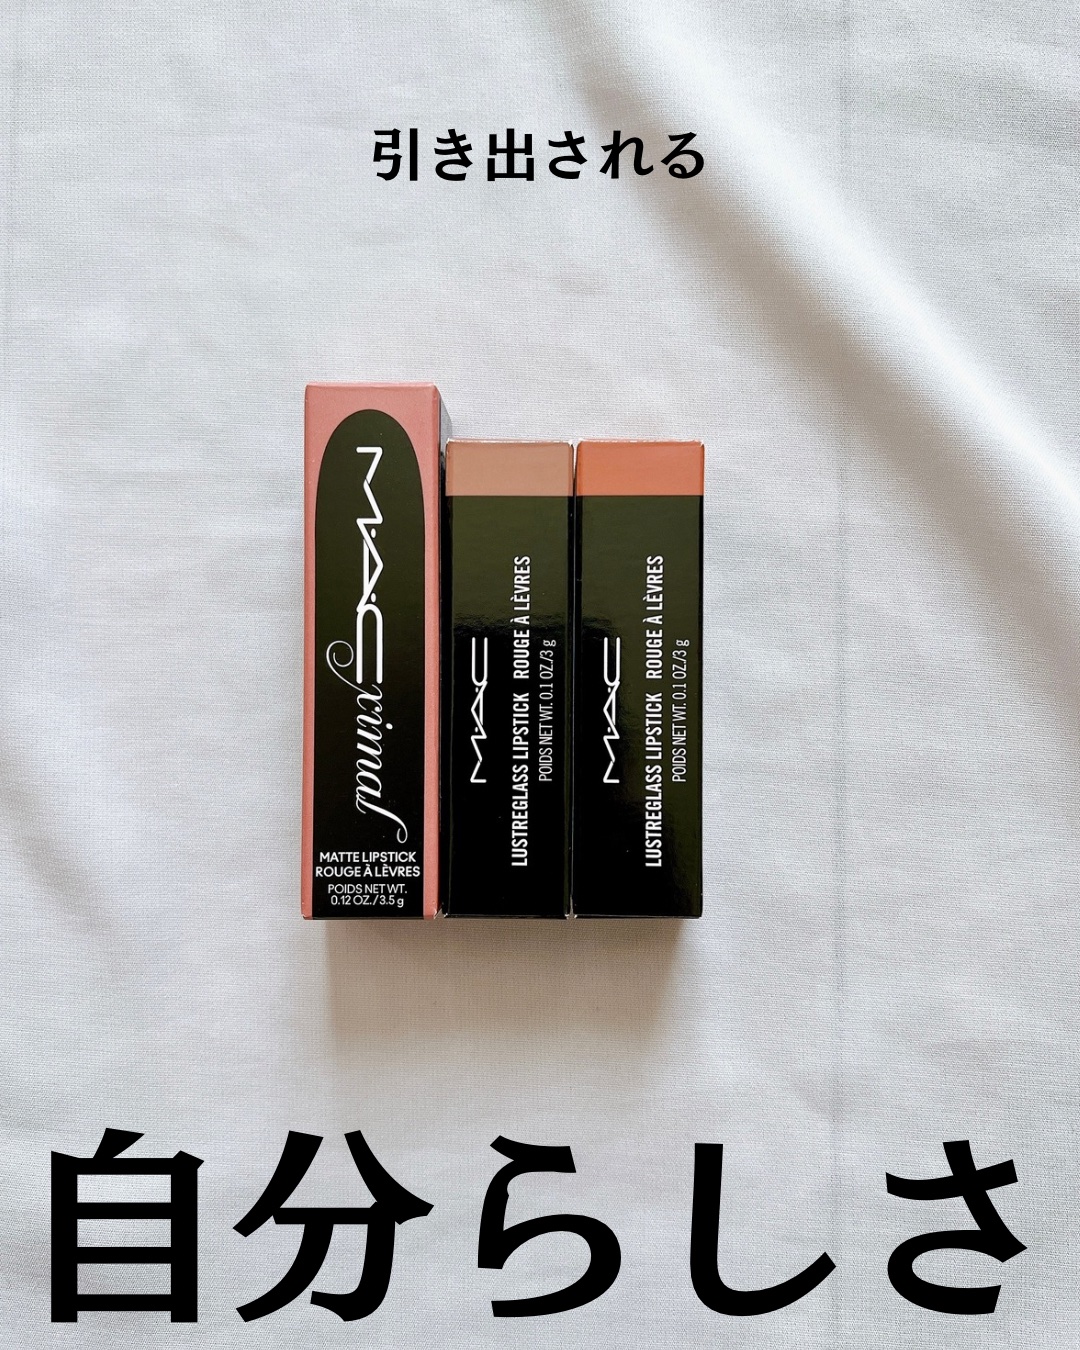 引き出される
M·A·Cximal
MATTE LIPSTICK
ROUGE À LÈVRES
POIDS NET WT.
0.12 OZ./3.5 g
M·A·C
LUSTREGLASS LIPSTICK ROUGE À LÈVRES
POIDS NET WT. 0.1 OZ./3 g
M·A·C
LUSTREGLASS LIPSTICK ROUGE À LÈVRES
POIDS NET WT. 0.1 OZ./3 g
自分らしさ